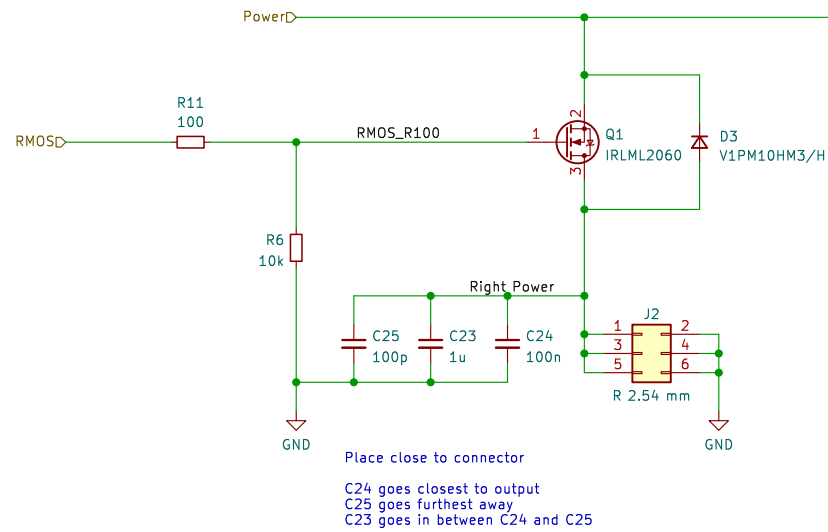 Power
R11
100
RMOS
RMOS_R100
1
2
3
Q1
IRLML2060
D3
V1PM10HM3/H
R6
10k
Right Power
C25
100p
C23
1u
C24
100n
J2
1
2
3
4
5
6
R 2.54 mm
GND
GND
Place close to connector
C24 goes closest to output
C25 goes furthest away
C23 goes in between C24 and C25